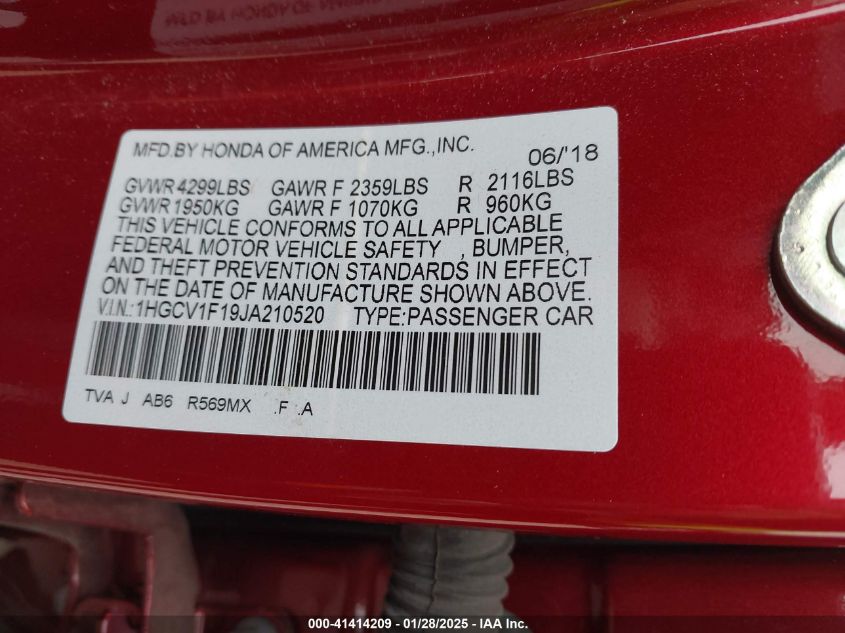 MFD.BY HONDA OF AMERICA MFG.,INC. 06/'18
GVWR 4299LBS GAWR F 2359LBS R 2116LBS
GVWR 1950KG GAWR F 1070KG R 960KG
THIS VEHICLE CONFORMS TO ALL APPLICABLE
FEDERAL MOTOR VEHICLE SAFETY , BUMPER,
AND THEFT PREVENTION STANDARDS IN EFFECT
ON THE DATE OF MANUFACTURE SHOWN ABOVE.
V.I.N.:1HGCV1F19JA210520 TYPE:PASSENGER CAR
TVA J AB6 R569MX .F .A
000-41414209 - 01/28/2025 - IAA Inc.